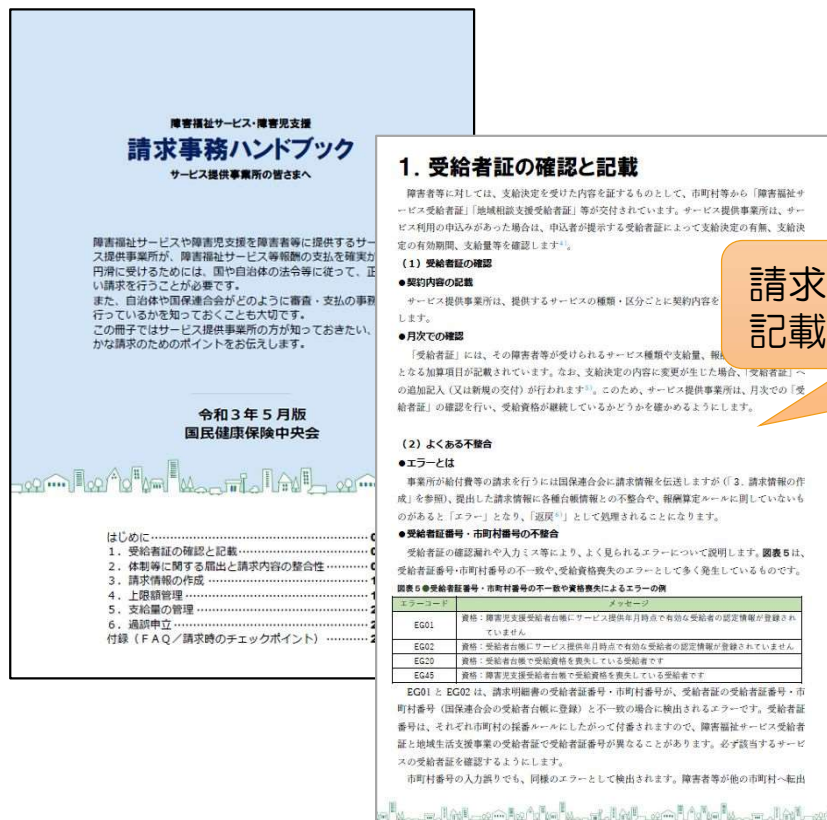 障害福祉サービス・障害児支援
請求事務ハンドブック
サービス提供事業所の皆さまへ
障害福祉サービスや障害児支援を障害者等に提供するサー
ス提供事業所が、障害福祉サービス等報酬の支払を確実か
円滑に受けるためには、国や自治体の法令等に従って、正
い請求を行うことが必要です。
また、自治体や国保連合会がどのように審査・支払の事務
行っているかを知っておくことも大切です。
この冊子ではサービス提供事業所の方が知っておきたい、
かな請求のためのポイントをお伝えします。
令和3年5月版
国民健康保険中央会
はじめに
1．受給者証の確認と記載
2．体制等に関する届出と請求内容の整合性
3．請求情報の作成
4．上限額管理
5．支給量の管理
6．過誤申立
付録（ＦＡＱ／請求時のチェックポイント）
1. 受給者証の確認と記載
障害者等に対しては、支給決定を受けた内容を証するものとして、市町村等から「障害福祉サ
ービス受給者証」「地域相談支援受給者証」等が交付されています。サービス提供事業所は、サー
ビス利用の申込みがあった場合は、申込者が提示する受給者証によって支給決定の有無、支給決
定の有効期間、支給量等を確認します
（1）受給者証の確認
●契約内容の記載
サービス提供事業所は、提供するサービスの種類・区分ごとに契約内容を
します。
●月次での確認
「受給者証」には、その障害者等が受けられるサービス種類や支給量、報
となる加算項目が記載されています。なお、支給決定の内容に変更が生じた場合、「受給者証」へ
の追加記入（又は新規の交付）が行われます。このため、サービス提供事業所は、月次での「受
給者証」の確認を行い、受給資格が継続しているかどうかを確かめるようにします。
（2）よくある不整合
●エラーとは
事業所が給付費等の請求を行うには国保連合会に請求情報を伝送しますが（「3．請求情報の作
成」を参照）、提出した請求情報に各種台帳情報との不整合や、報酬算定ルールに則していないも
のがあると「エラー」となり、「返戻」として処理されることになります。
●受給者証番号・市町村番号の不整合
受給者証の確認漏れや入力ミス等により、よく見られるエラーについて説明します。図表5は、
受給者証番号・市町村番号の不一致や、受給資格喪失のエラーとして多く発生しているものです。
図表5●受給者証番号・市町村番号の不一致や資格喪失によるエラーの例
エラーコード メッセージ
EG01 資格：障害児支援受給者台帳にサービス提供年月時点で有効な受給者の認定情報が登録され
ていません
EG02 資格：受給者台帳にサービス提供年月時点で有効な受給者の認定情報が登録されていません
EG20 資格：受給者台帳で受給資格を喪失している受給者です
EG45 資格：障害児支援受給者台帳で受給資格を喪失している受給者です
EG01 と EG02 は、請求明細書の受給者証番号・市町村番号が、受給者証の受給者証番号・市
町村番号（国保連合会の受給者台帳に登録）と不一致の場合に検出されるエラーです。受給者証
番号は、それぞれ市町村の採番ルールにしたがって付番されますので、障害福祉サービス受給者
証と地域生活支援事業の受給者証で受給者証番号が異なることがあります。必ず該当するサービ
スの受給者証を確認するようにします。
市町村番号の入力誤りでも、同様のエラーとして検出されます。障害者等が他の市町村へ転出
請求
記載